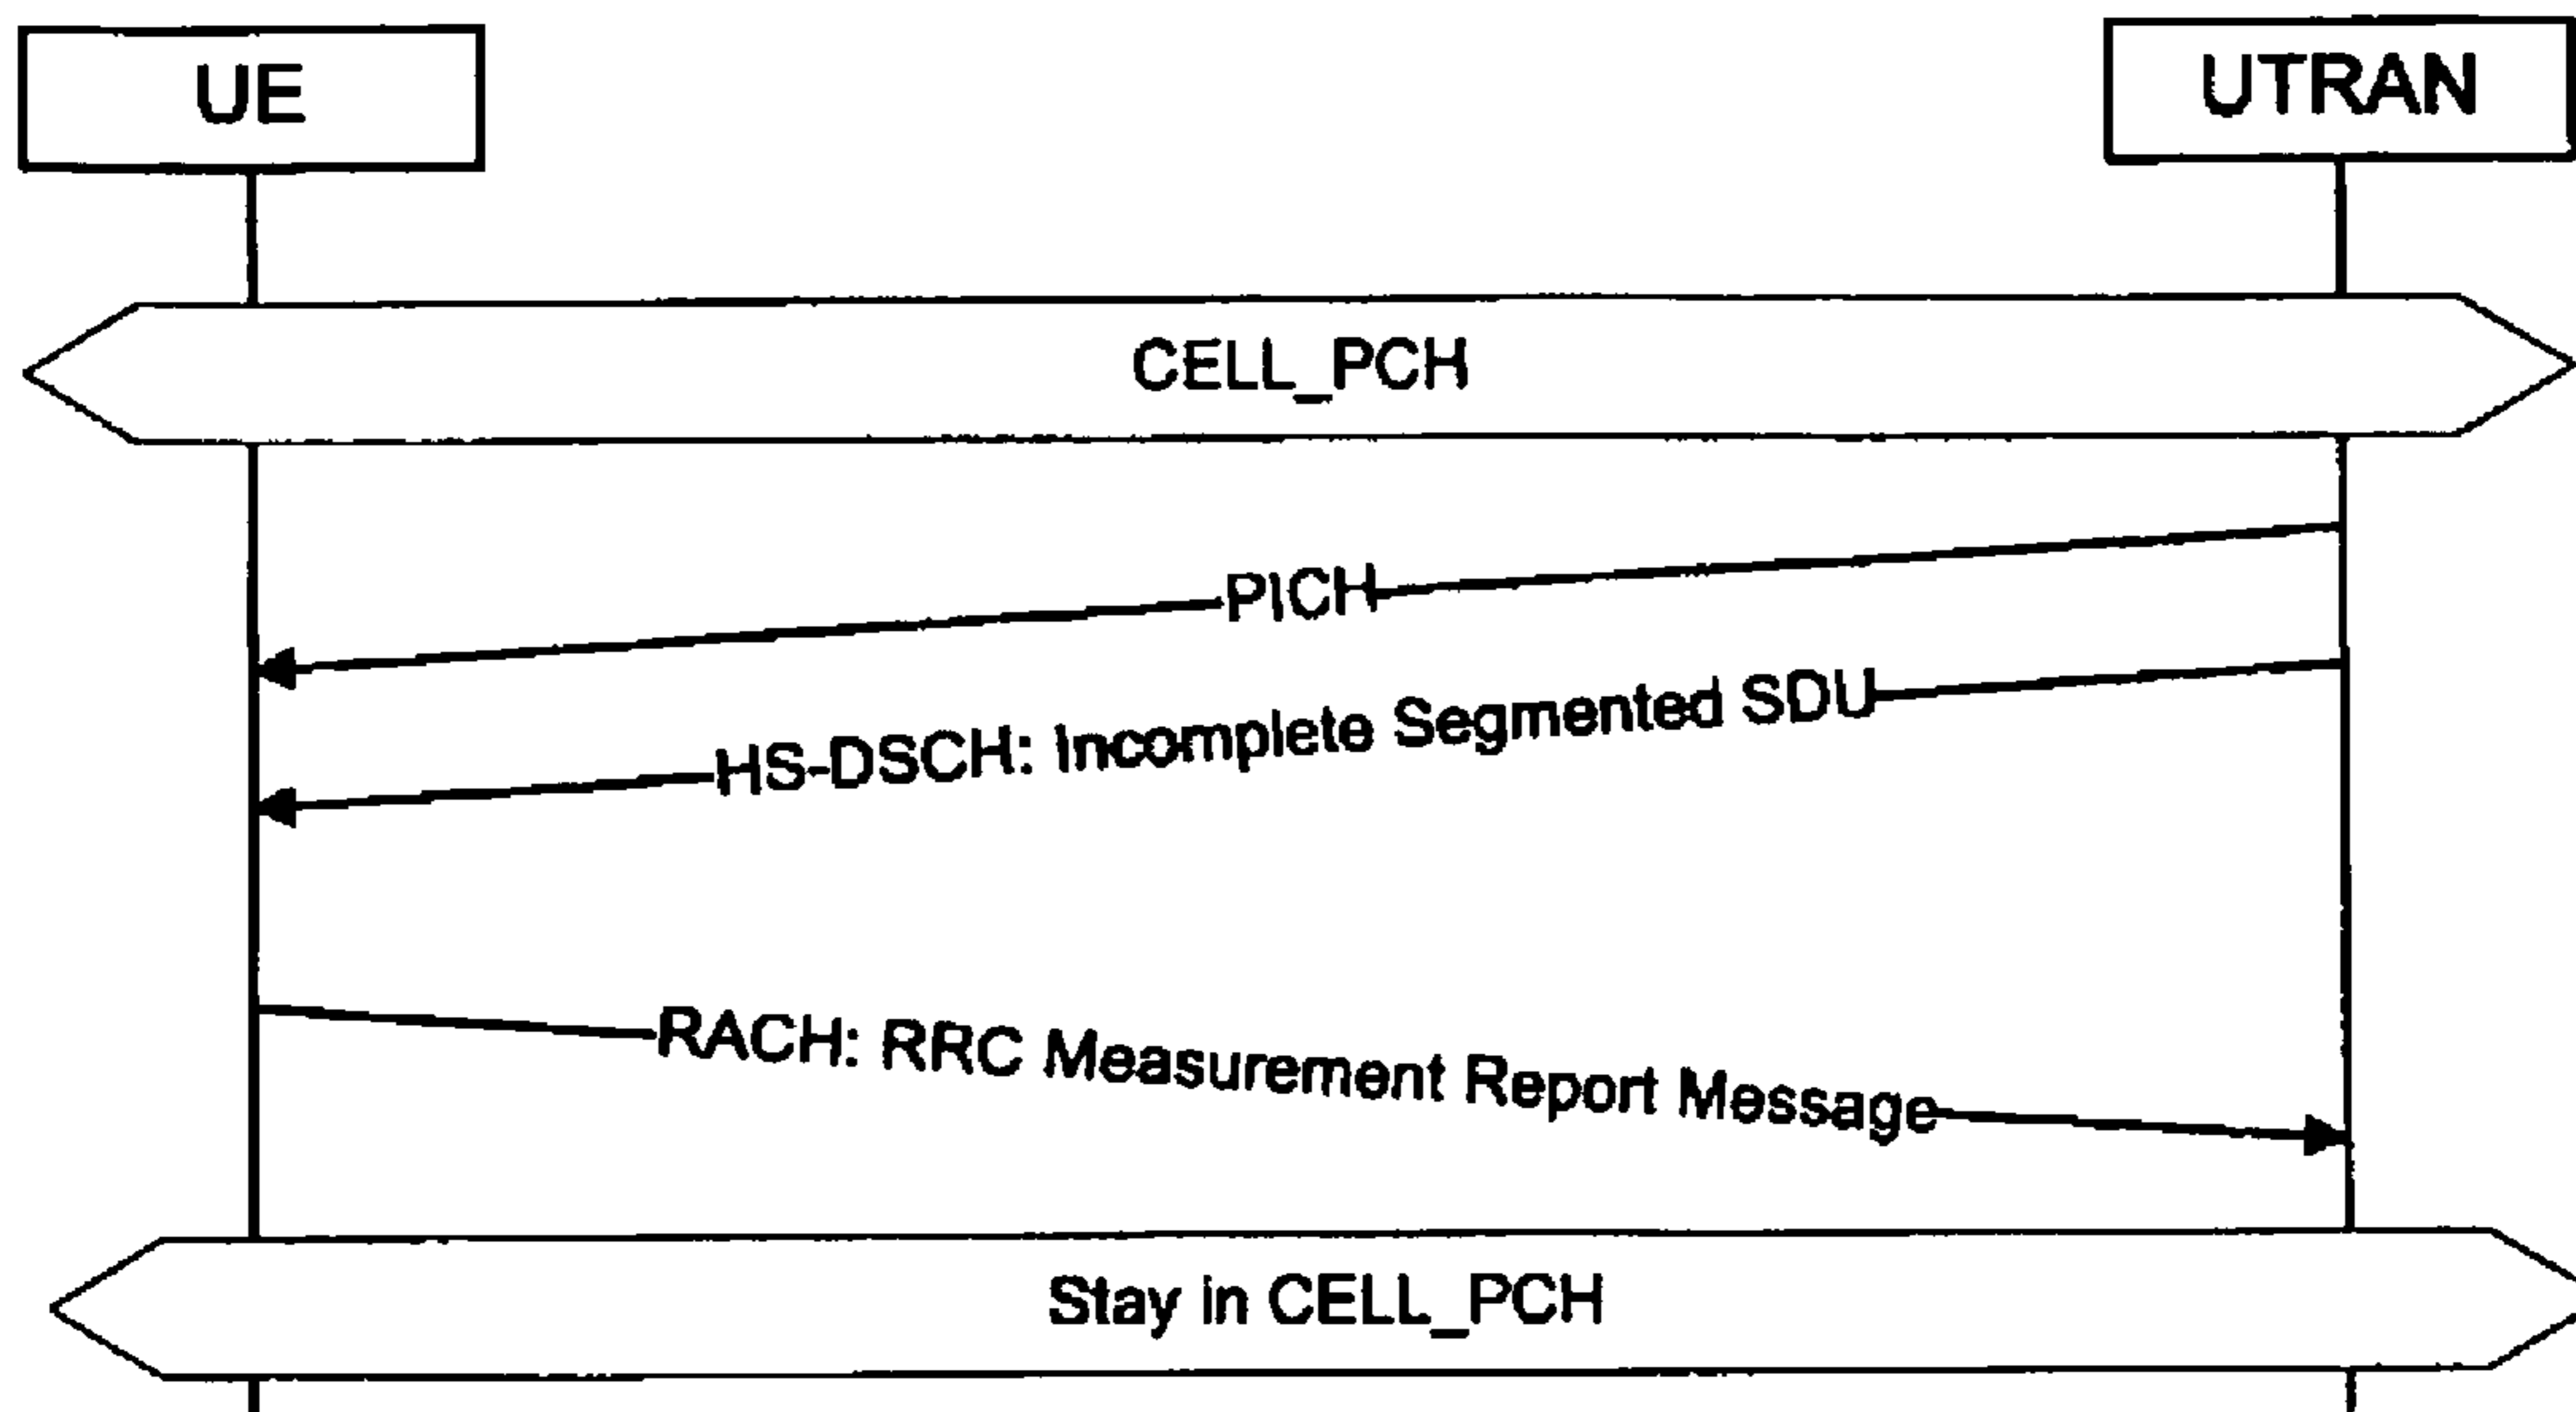 UE
UTRAN
CELL_PCH
PICH
HS-DSCH: Incomplete Segmented SDU
RACH: RRC Measurement Report Message
Stay in CELL_PCH